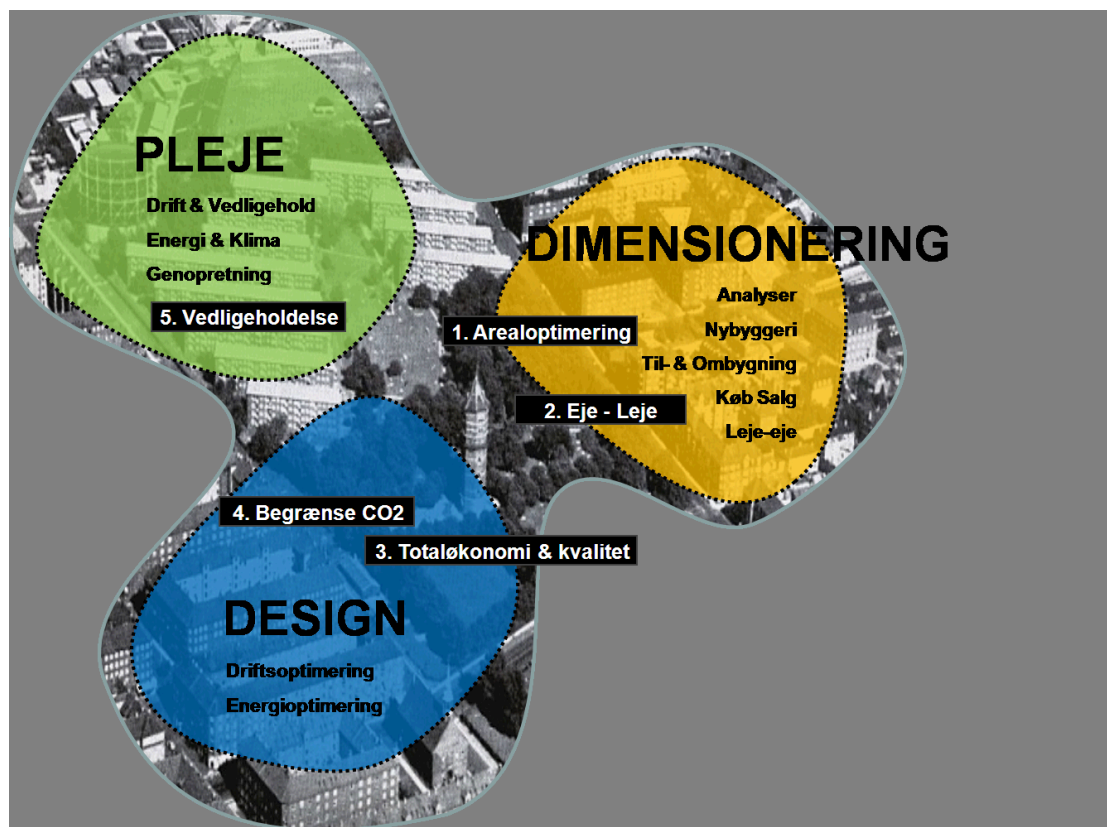 PLEJE
Drift & Vedligehold
Energi & Klima
Genopretning
5. Vedligeholdelse
DIMENSIONERING
Analyser
Nybyggeri
Til- & Ombygning
Køb Salg
Leje-eje
1. Arealoptimering
2. Eje - Leje
4. Begrænse CO2
3. Totaløkonomi & kvalitet
DESIGN
Driftsoptimering
Energioptimering